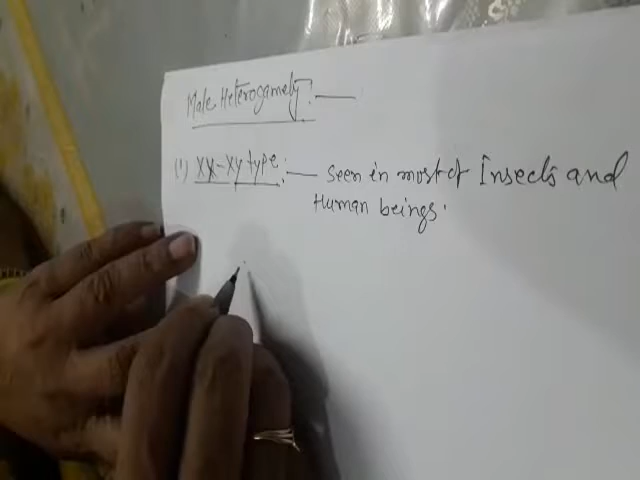 Male Heterogamety:—
(1) XX-Xy type:— seen in most of Insects and
Human beings.